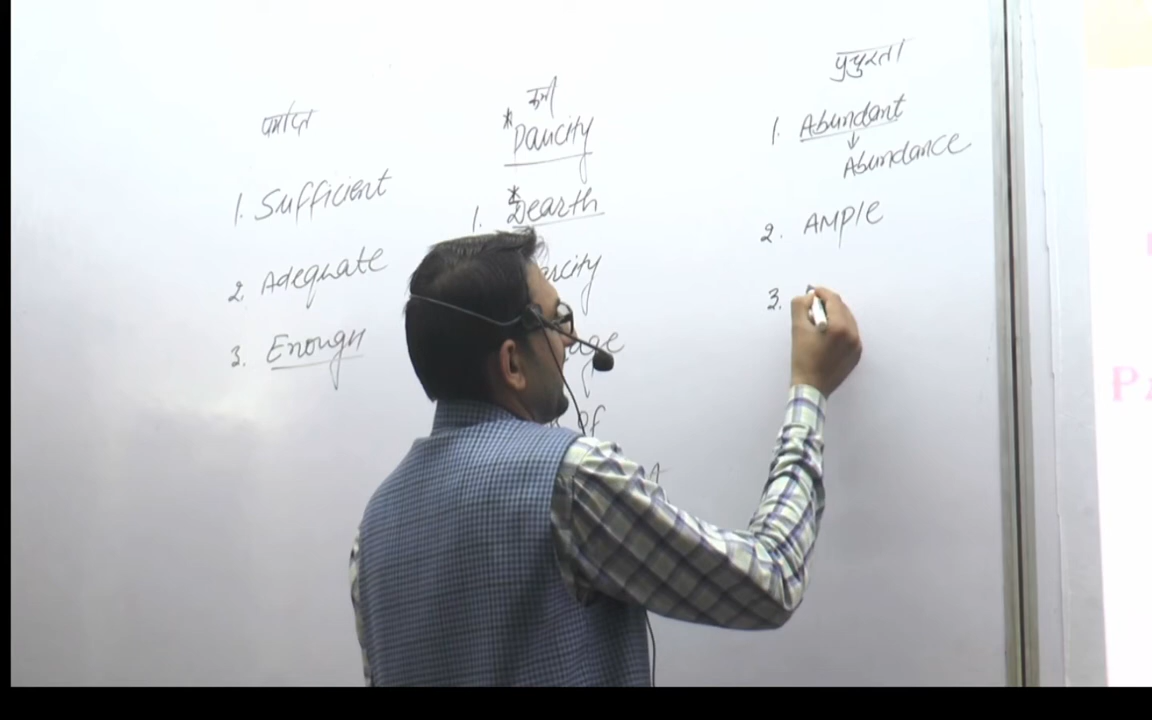 पर्याप्त
1. Sufficient
2. Adequate
3. Enough
कमी
* Paucity
1. * Dearth
of
प्रचुरता
1. Abundant
↓
Abundance
2. AMPlE
3.